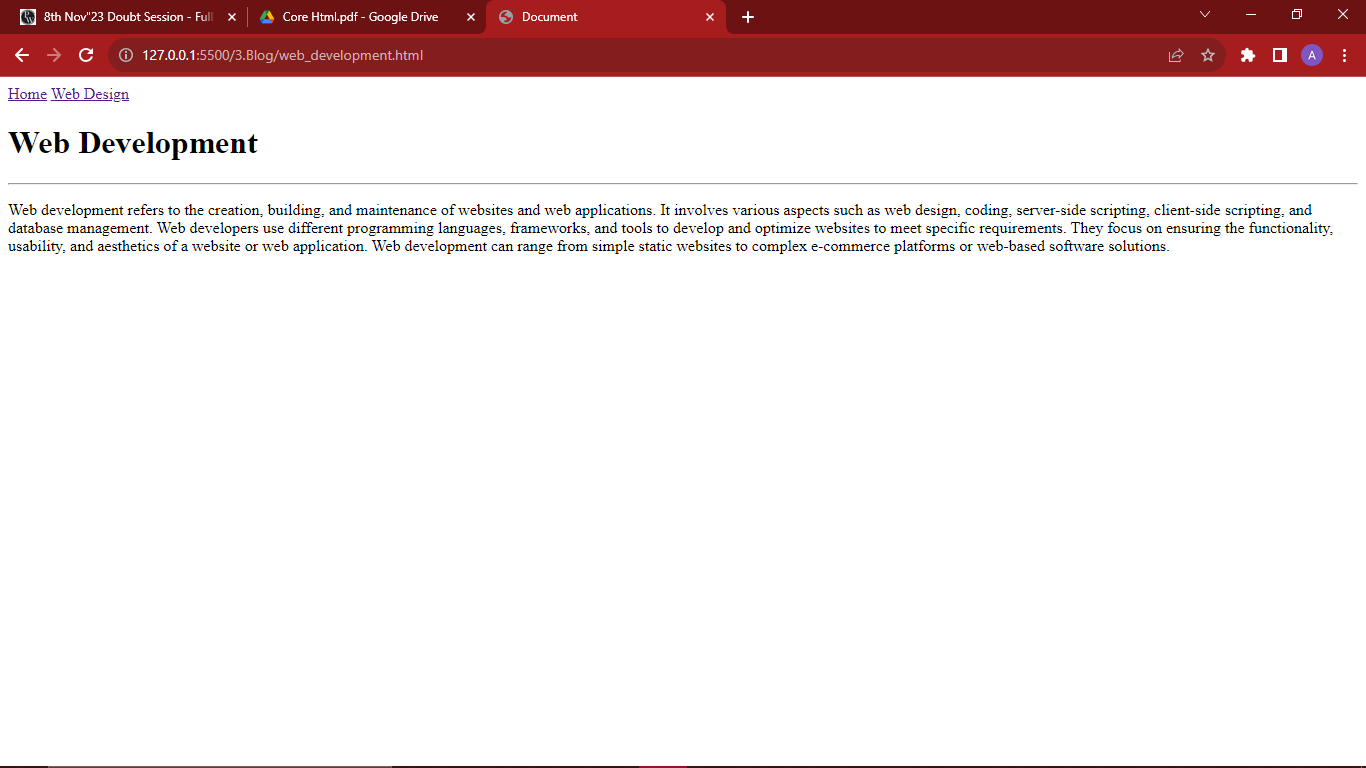 8th Nov"23 Doubt Session - Full
Core Html.pdf - Google Drive
Document
127.0.0.1:5500/3.Blog/web_development.html
A
Home Web Design
Web Development
Web development refers to the creation, building, and maintenance of websites and web applications. It involves various aspects such as web design, coding, server-side scripting, client-side scripting, and
database management. Web developers use different programming languages, frameworks, and tools to develop and optimize websites to meet specific requirements. They focus on ensuring the functionality,
usability, and aesthetics of a website or web application. Web development can range from simple static websites to complex e-commerce platforms or web-based software solutions.